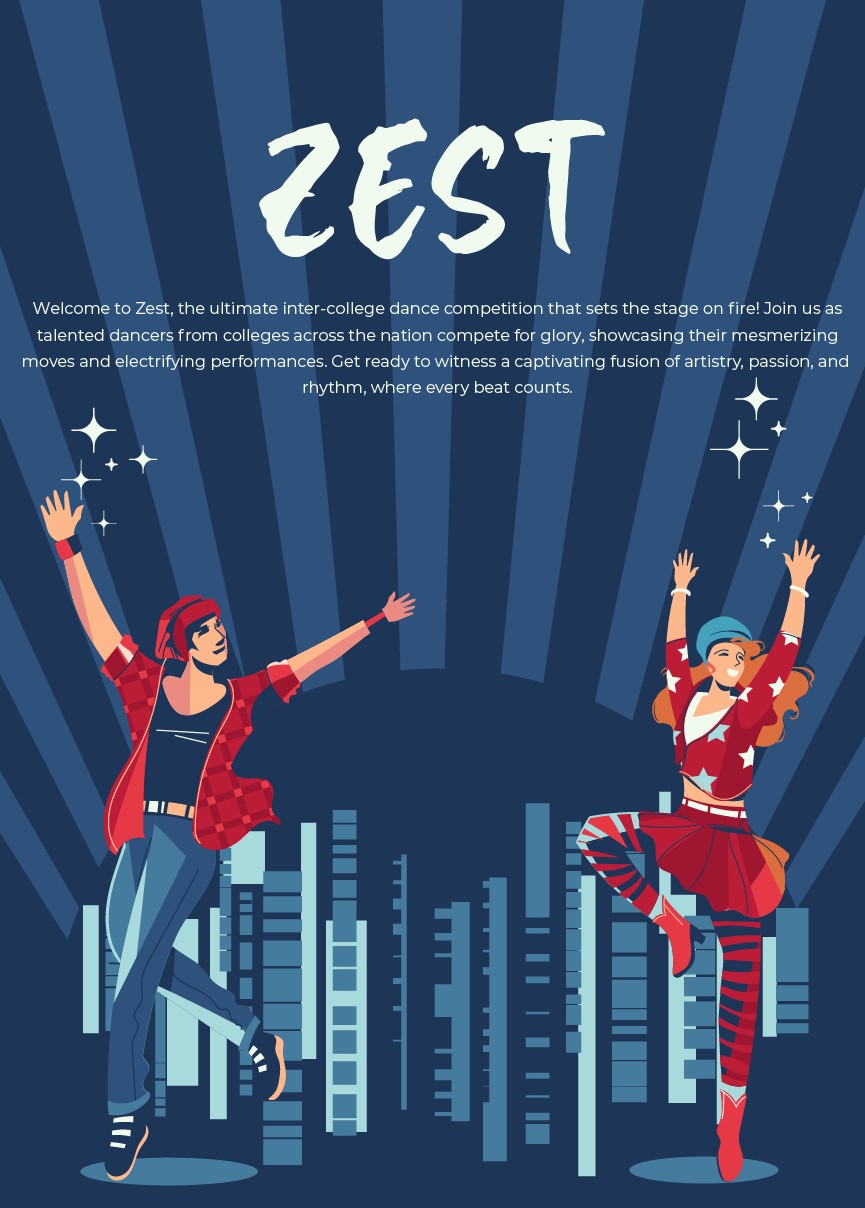 ZEST
Welcome to Zest, the ultimate inter-college dance competition that sets the stage on fire! Join us as
talented dancers from colleges across the nation compete for glory, showcasing their mesmerizing
moves and electrifying performances. Get ready to witness a captivating fusion of artistry, passion, and
rhythm, where every beat counts.